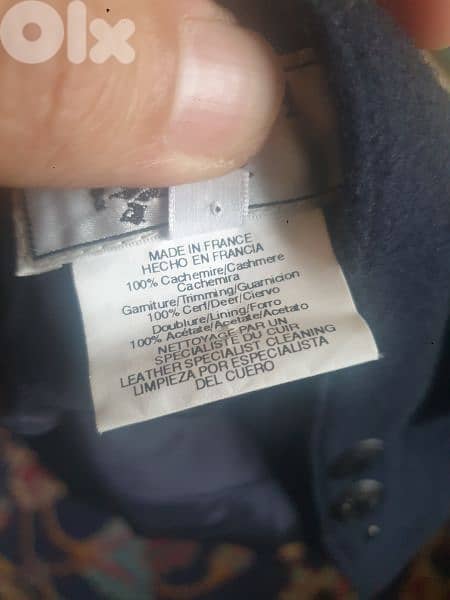 OLX
MADE IN FRANCE
HECHO EN FRANCIA
100% Cachemire/Cashmere
Cachemira
Garniture/Trimming/Guarnicion
100% Cerf/Deer/Ciervo
Doublure/Lining/Forro
100% Acétate/Acetate/Acetato
NETTOYAGE PAR UN
SPECIALISTE DU CUIR
LEATHER SPECIALIST CLEANING
LIMPIEZA POR ESPECIALISTA
DEL CUERO